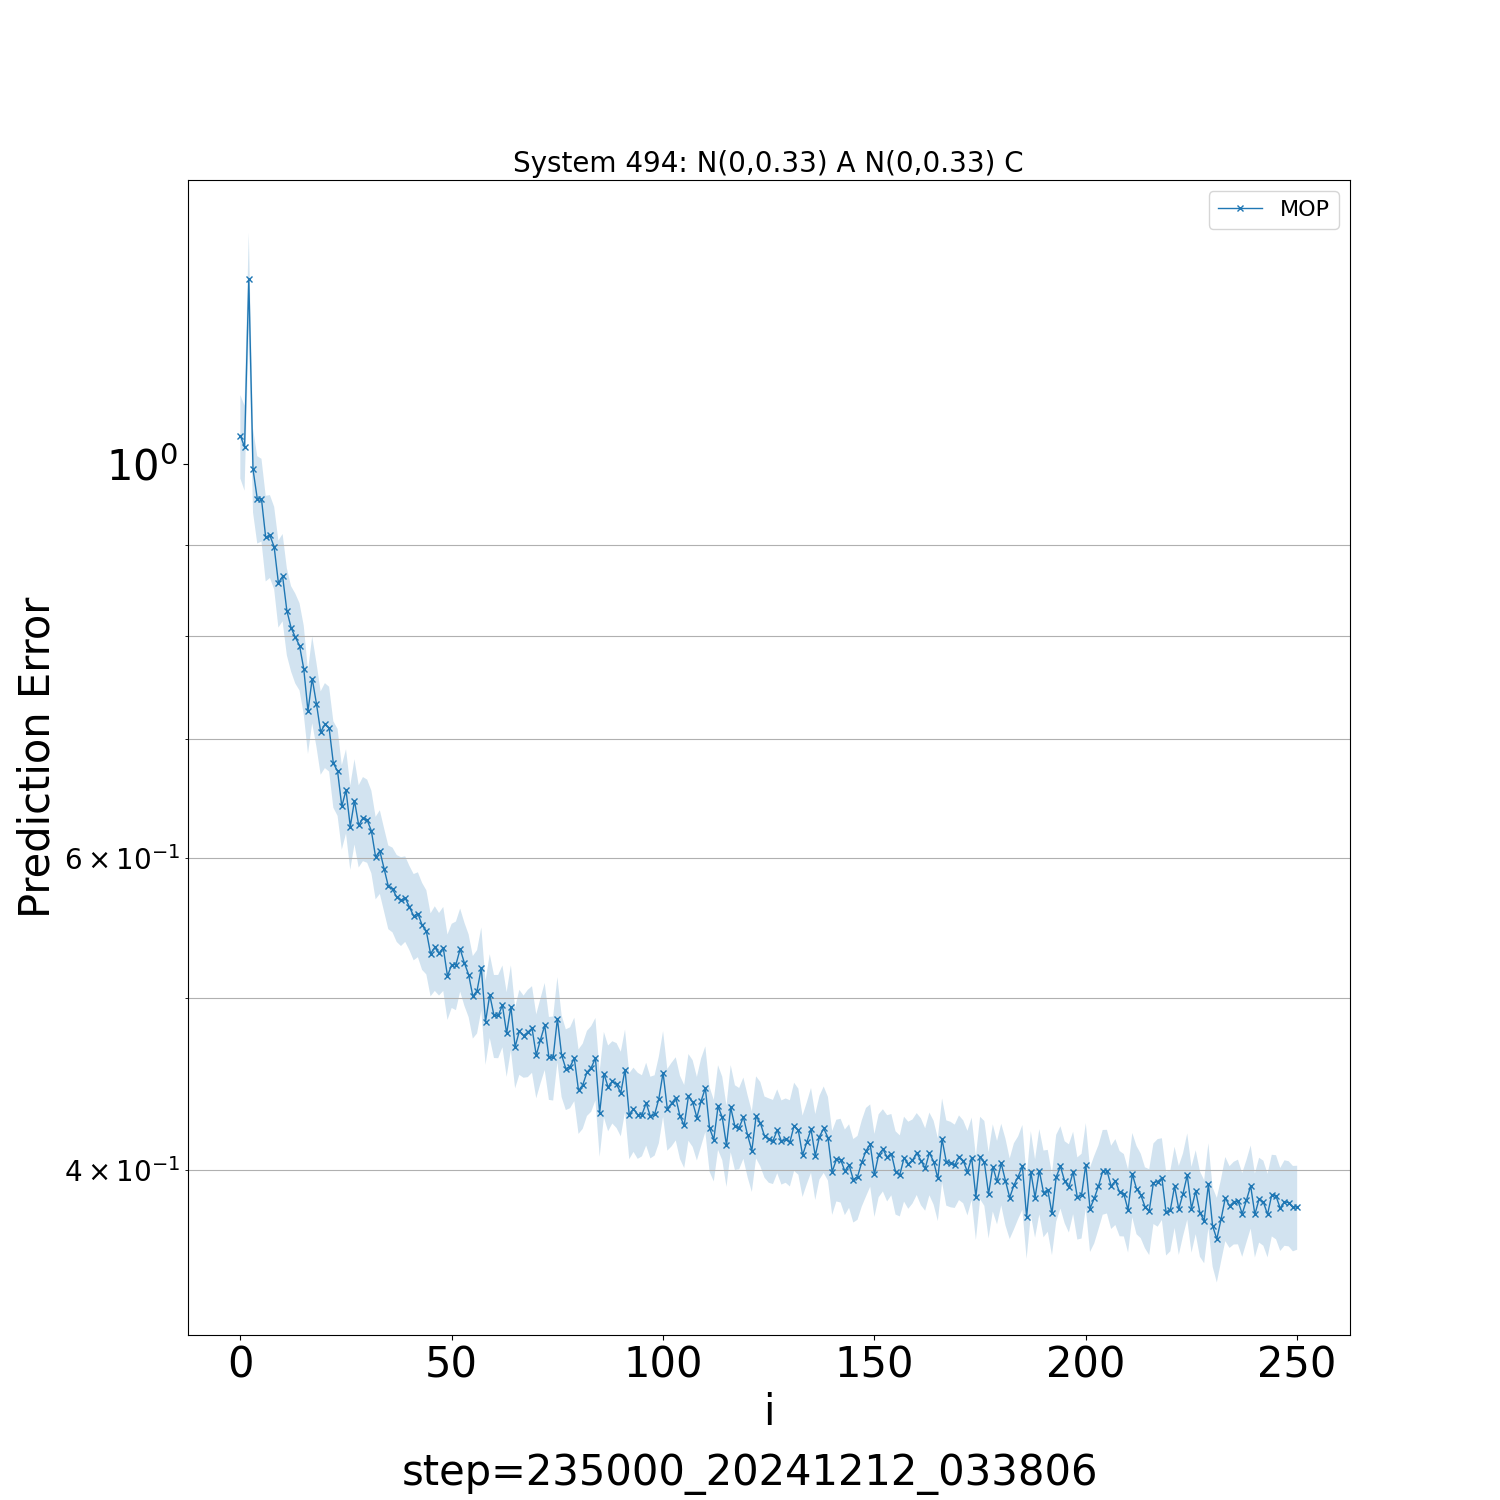 System 494: N(0,0.33) A N(0,0.33) C
MOP
10⁰
6 × 10⁻¹
4 × 10⁻¹
Prediction Error
0 50 100 150 200 250
i
step=235000_20241212_033806